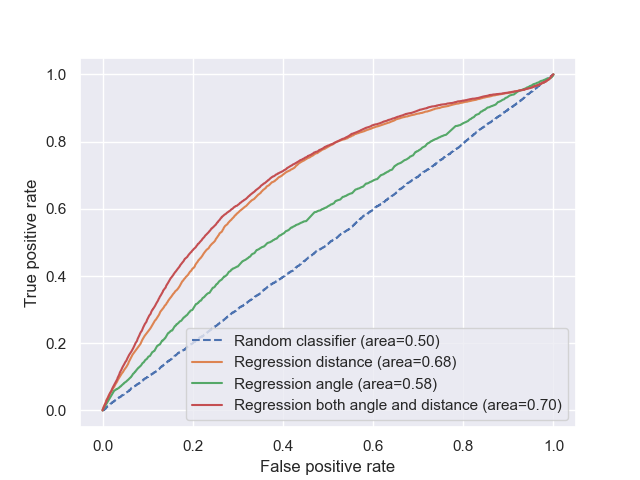 1.0
0.8
0.6
0.4
0.2
0.0
True positive rate
Random classifier (area=0.50)
Regression distance (area=0.68)
Regression angle (area=0.58)
Regression both angle and distance (area=0.70)
0.0 0.2 0.4 0.6 0.8 1.0
False positive rate